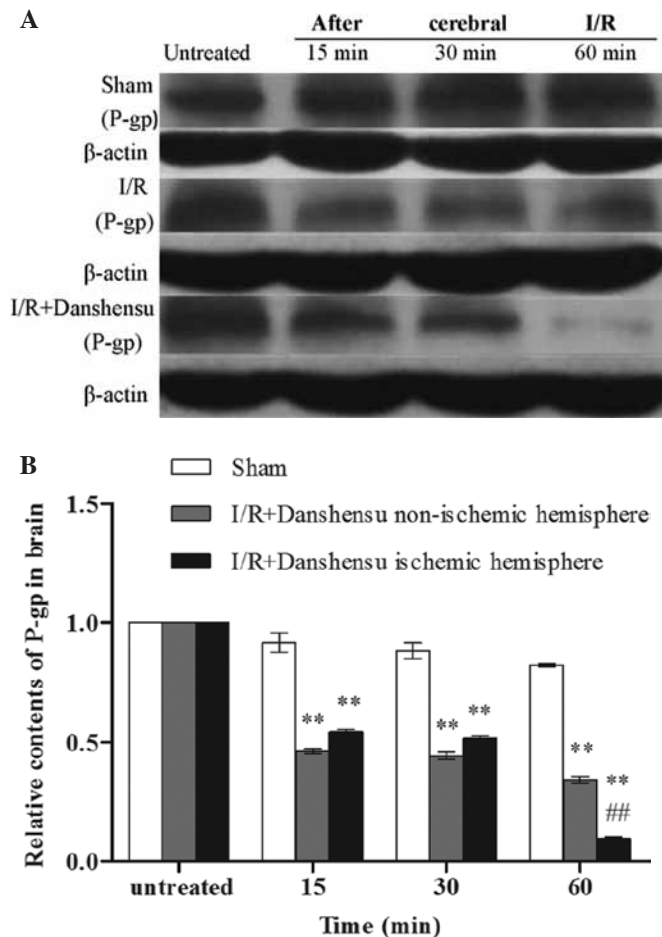 A
After cerebral I/R
Untreated 15 min 30 min 60 min
Sham
(P-gp)
β-actin
I/R
(P-gp)
β-actin
I/R+Danshensu
(P-gp)
β-actin
B
Sham
I/R+Danshensu non-ischemic hemisphere
I/R+Danshensu ischemic hemisphere
Relative contents of P-gp in brain
1.5
1.0
0.5
0.0
** **
** **
** **
##
untreated 15 30 60
Time (min)